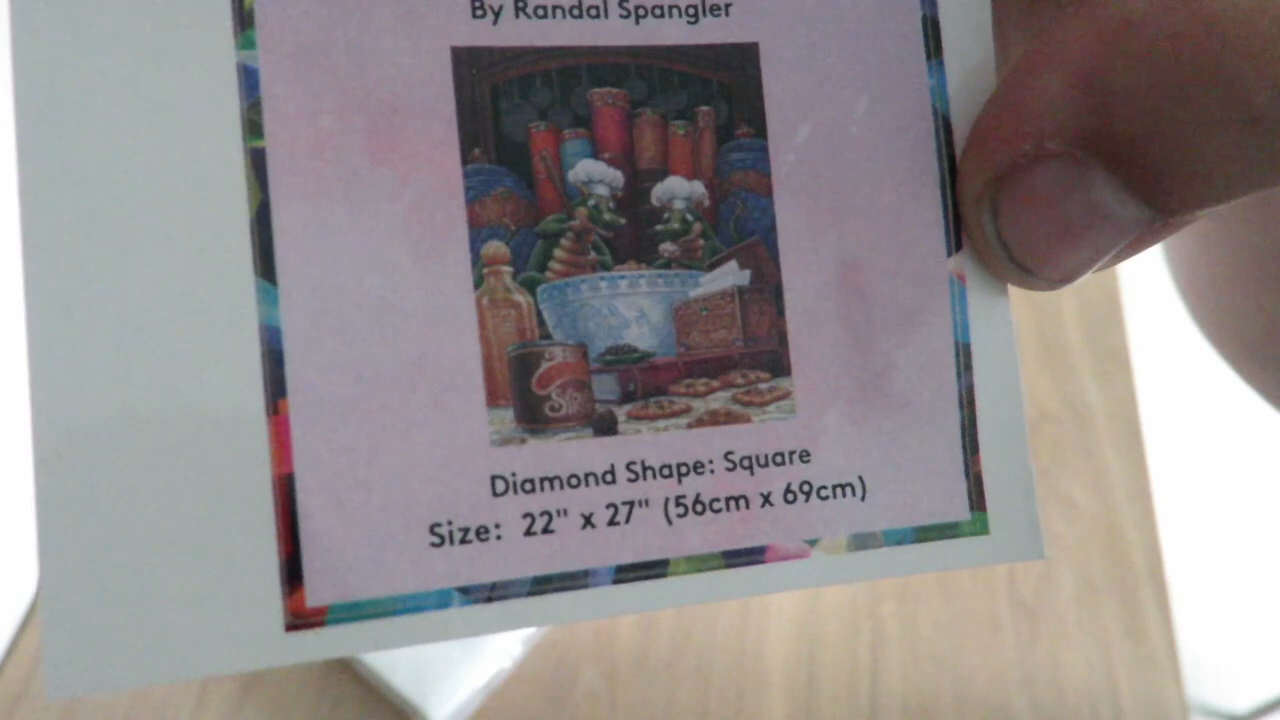 By Randal Spangler
Diamond Shape: Square
Size: 22" x 27" (56cm x 69cm)